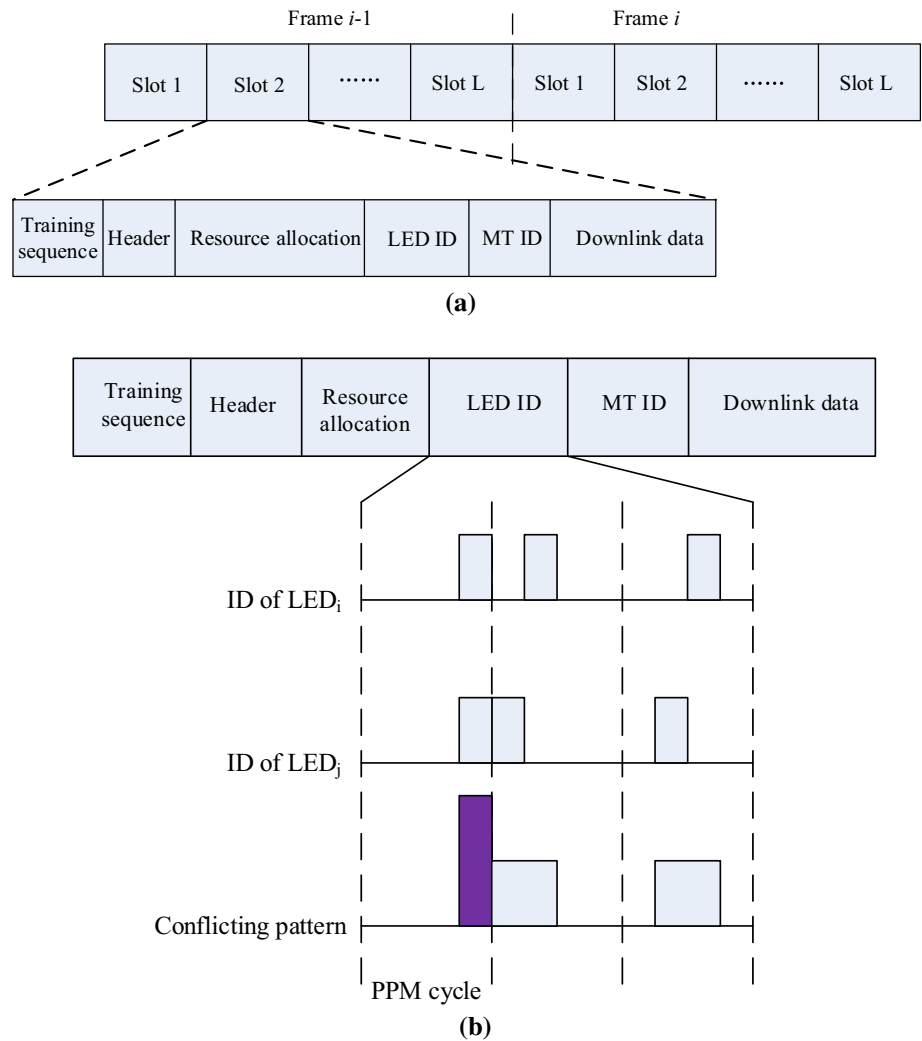 Frame i-1 Frame i
Slot 1 Slot 2 ...... Slot L Slot 1 Slot 2 ...... Slot L
Training sequence Header Resource allocation LED ID MT ID Downlink data
(a)
Training sequence Header Resource allocation LED ID MT ID Downlink data
ID of LEDi
ID of LEDj
Conflicting pattern
PPM cycle
(b)